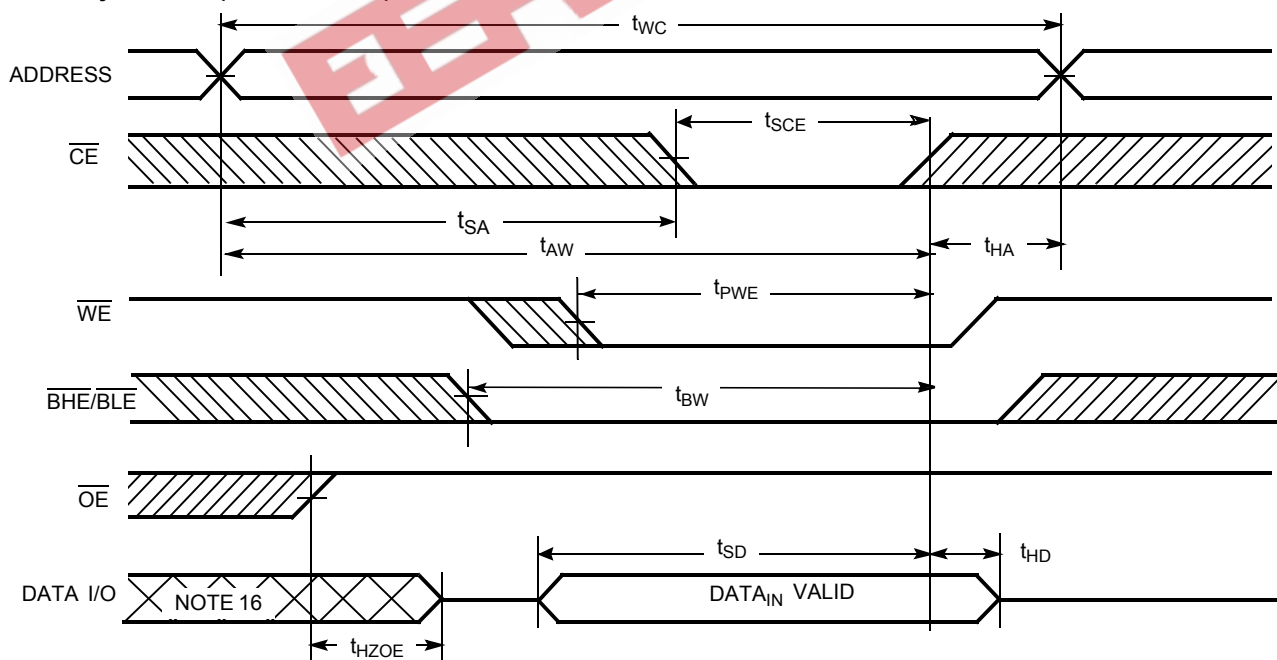 tWC
ADDRESS
tSCE
CE
tSA
tAW
tHA
tPWE
WE
tBW
BHE/BLE
OE
tSD
tHD
DATA I/O
NOTE 16
DATAIN VALID
tHZOE